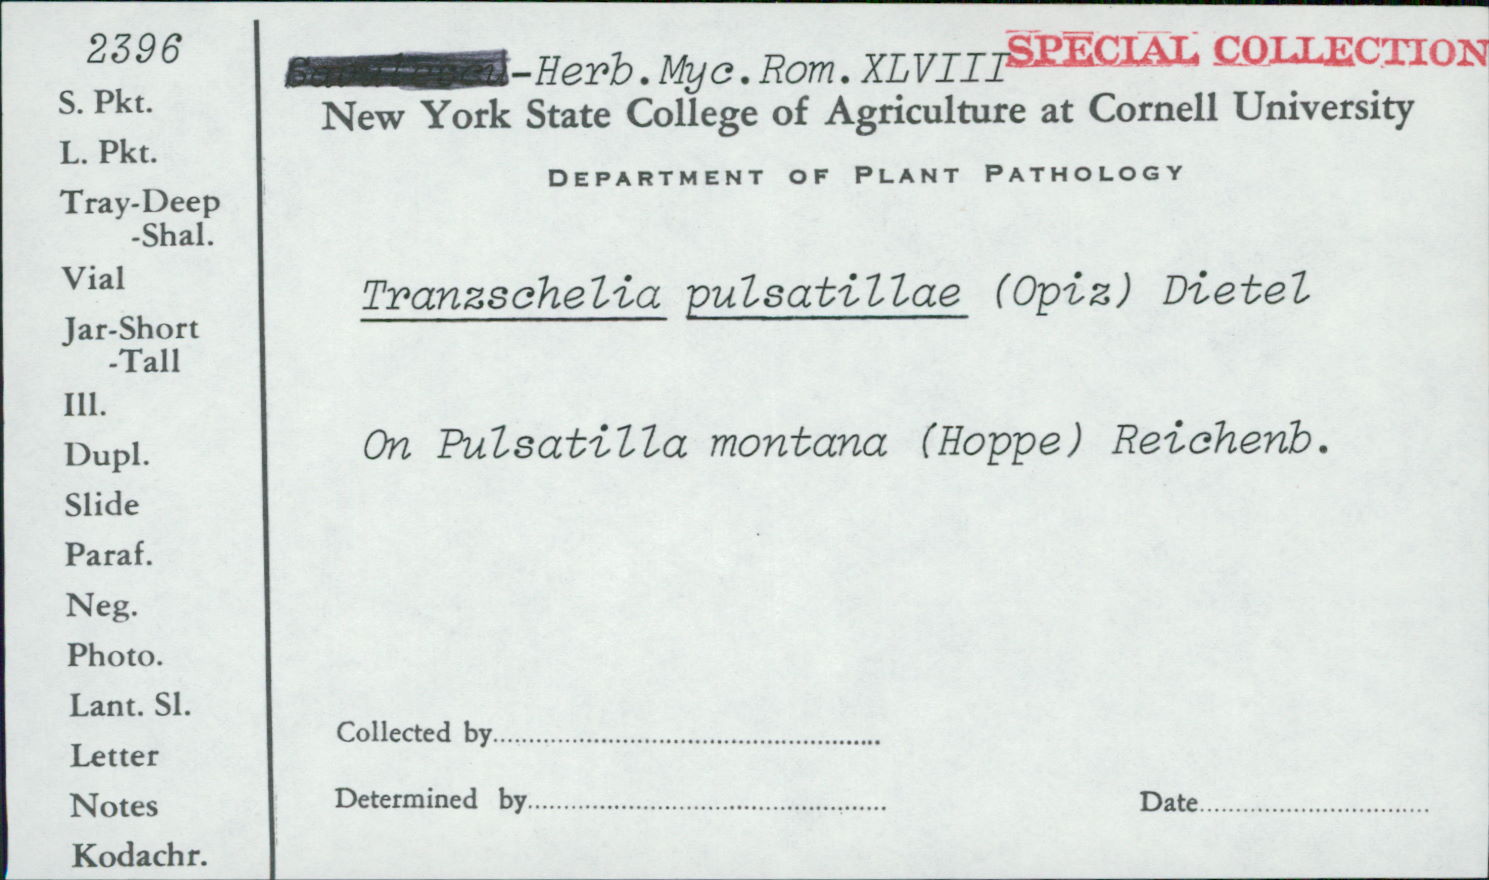 2396
S. Pkt.
L. Pkt.
Tray-Deep
-Shal.
Vial
Jar-Short
-Tall
Ill.
Dupl.
Slide
Paraf.
Neg.
Photo.
Lant. Sl.
Letter
Notes
Kodachr.
-Herb.Myc.Rom.XLVIII SPECIAL COLLECTION
New York State College of Agriculture at Cornell University
DEPARTMENT OF PLANT PATHOLOGY
Tranzschelia pulsatillae (Opiz) Dietel
On Pulsatilla montana (Hoppe) Reichenb.
Collected by
Determined by
Date